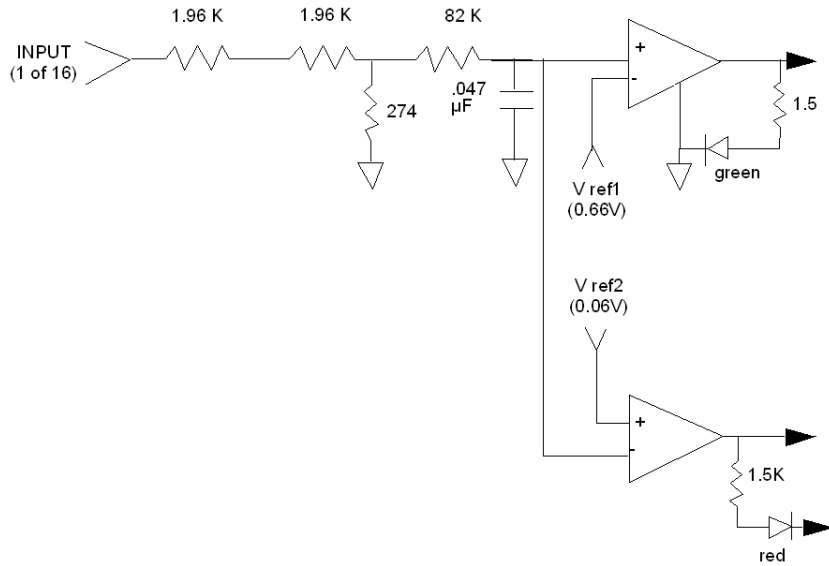 1.96 K
1.96 K
82 K
INPUT
(1 of 16)
+
-
.047
µF
274
1.5
green
V ref1
(0.66V)
V ref2
(0.06V)
+
-
1.5K
red